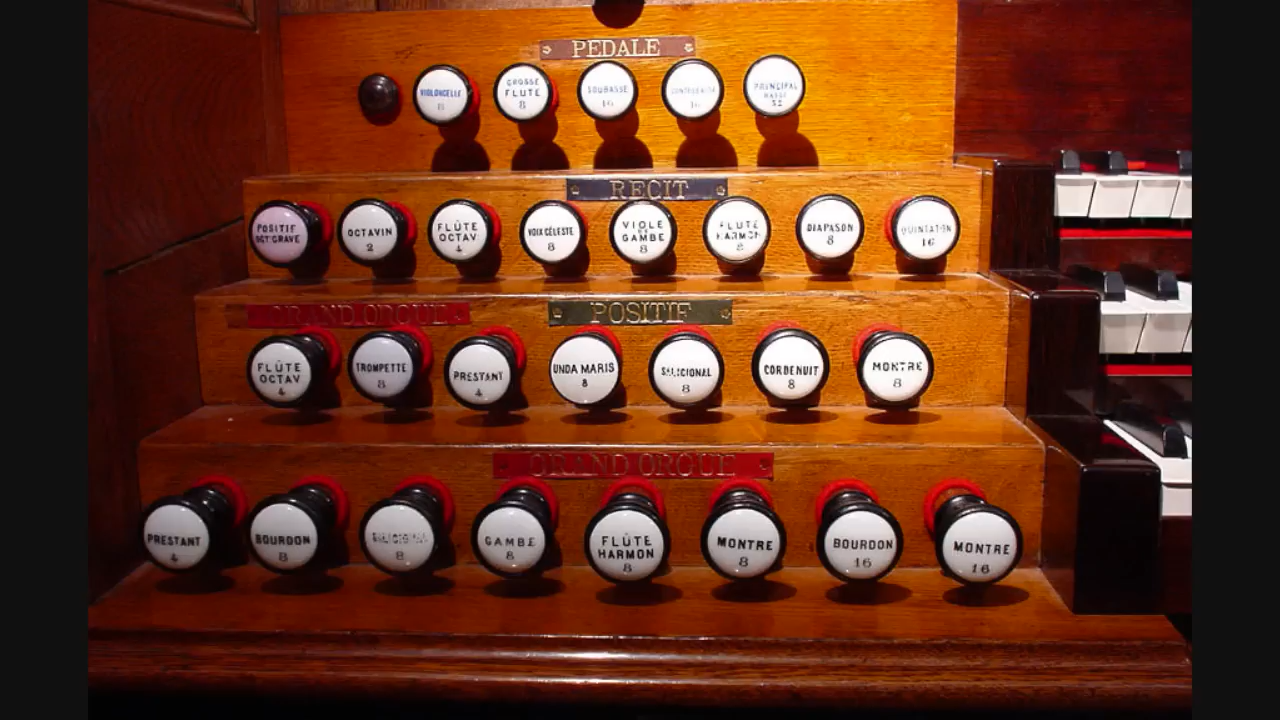 PEDALE
VIOLONCELLE
8
GROSSE
FLUTE
8
SOUBASSE
16
16
PRINCIPAL
BASSE
32
RECIT
POSITIF
OCT. GRAVE
OCTAVIN
2
FLÛTE
OCTAV
4
VOIX CÉLESTE
8
VIOLE
DE
GAMBE
8
FLUTE
HARMON
8
DIAPASON
8
QUINTATON
16
GRAND ORGUE
POSITIF
FLÛTE
OCTAV
4
TROMPETTE
8
PRESTANT
4
UNDA MARIS
8
SALICIONAL
8
COR DE NUIT
8
MONTRE
8
GRAND ORGUE
PRESTANT
4
BOURDON
8
SALICIONAL
8
GAMBE
8
FLÛTE
HARMON
8
MONTRE
8
BOURDON
16
MONTRE
16